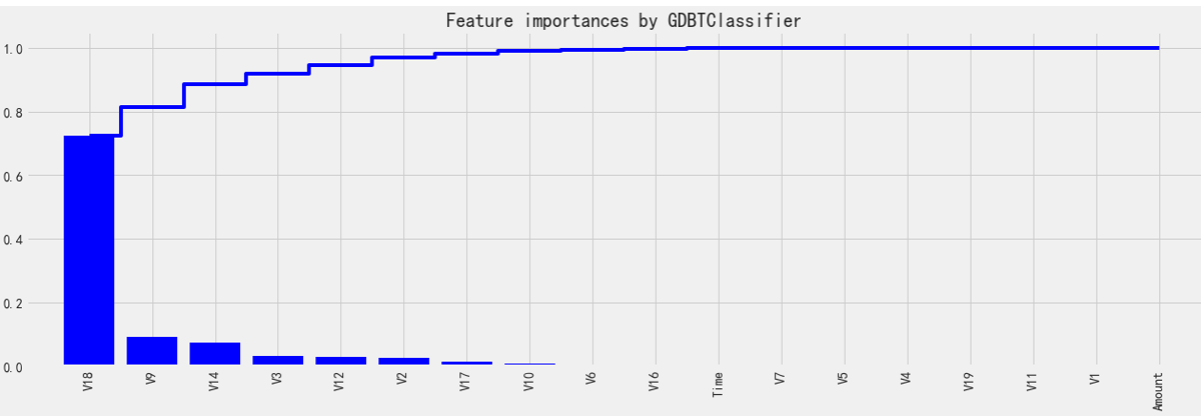 Feature importances by GDBTClassifier
1.0
0.8
0.6
0.4
0.2
0.0
V18
V9
V14
V3
V12
V2
V17
V10
V6
V16
Time
V7
V5
V4
V19
V11
V1
Amount